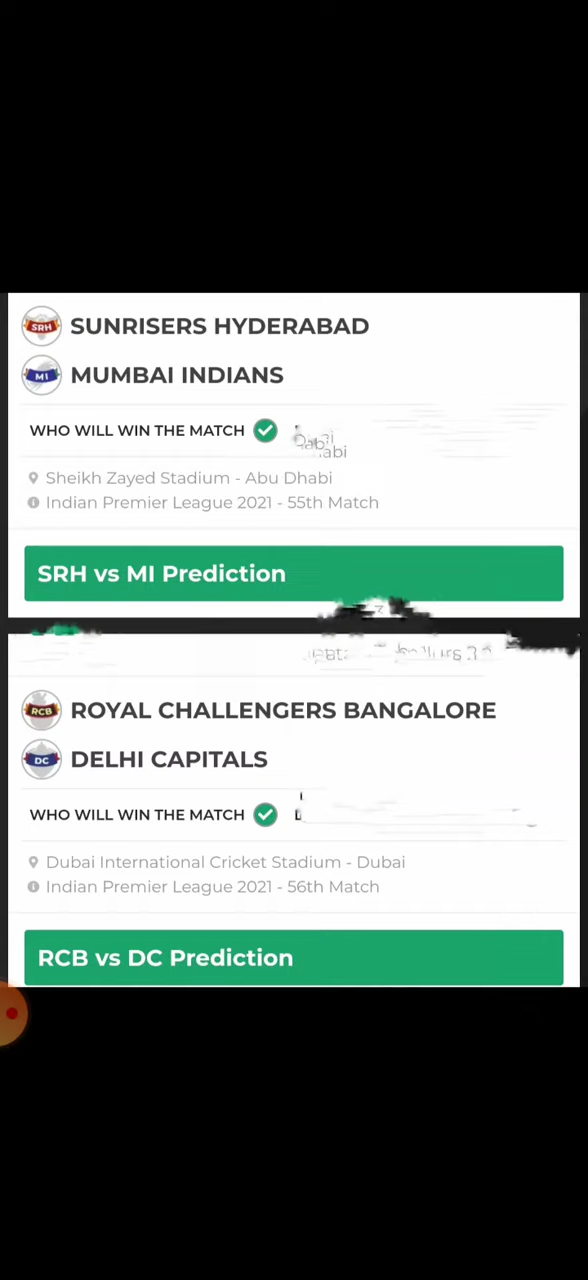 SRH SUNRISERS HYDERABAD
MI MUMBAI INDIANS
WHO WILL WIN THE MATCH
Sheikh Zayed Stadium - Abu Dhabi
Indian Premier League 2021 - 55th Match
SRH vs MI Prediction
RCB ROYAL CHALLENGERS BANGALORE
DC DELHI CAPITALS
WHO WILL WIN THE MATCH
Dubai International Cricket Stadium - Dubai
Indian Premier League 2021 - 56th Match
RCB vs DC Prediction